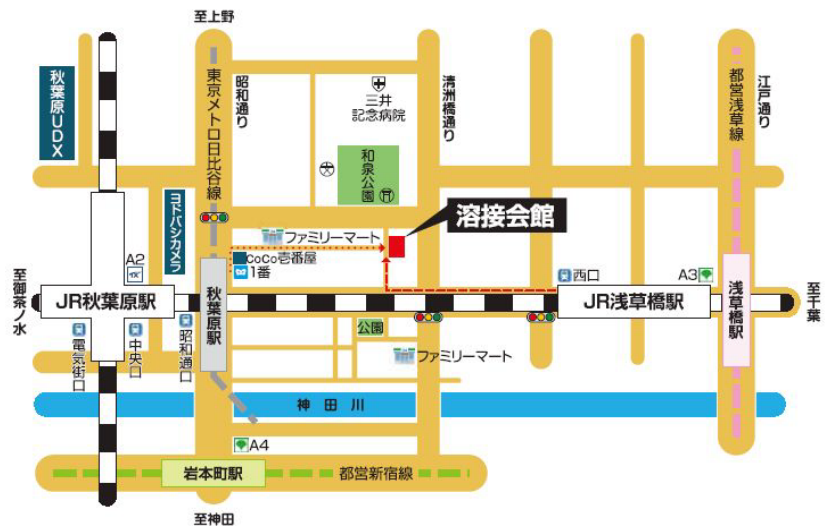 至上野
秋葉原UDX
東京メトロ日比谷線
昭和通り
三井
記念病院
清洲橋通り
都営浅草線
江戸通り
和泉公園
ヨドバシカメラ
溶接会館
ファミリーマート
CoCo壱番屋
1番
A2
至御茶ノ水
JR秋葉原駅
秋葉原駅
西口
A3
JR浅草橋駅
浅草橋駅
至千葉
電気街口
中央口
昭和通口
公園
ファミリーマート
神田川
A4
岩本町駅
都営新宿線
至神田